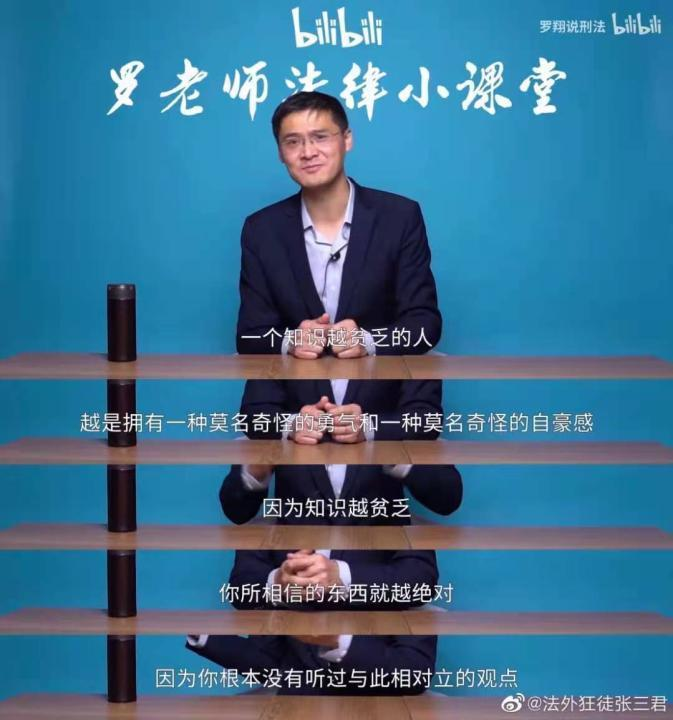 bilibili
罗翔说刑法 bilibili
罗老师法律小课堂
一个知识越贫乏的人
越是拥有一种莫名奇怪的勇气和一种莫名奇怪的自豪感
因为知识越贫乏
你所相信的东西就越绝对
因为你根本没有听过与此相对立的观点
@法外狂徒张三君